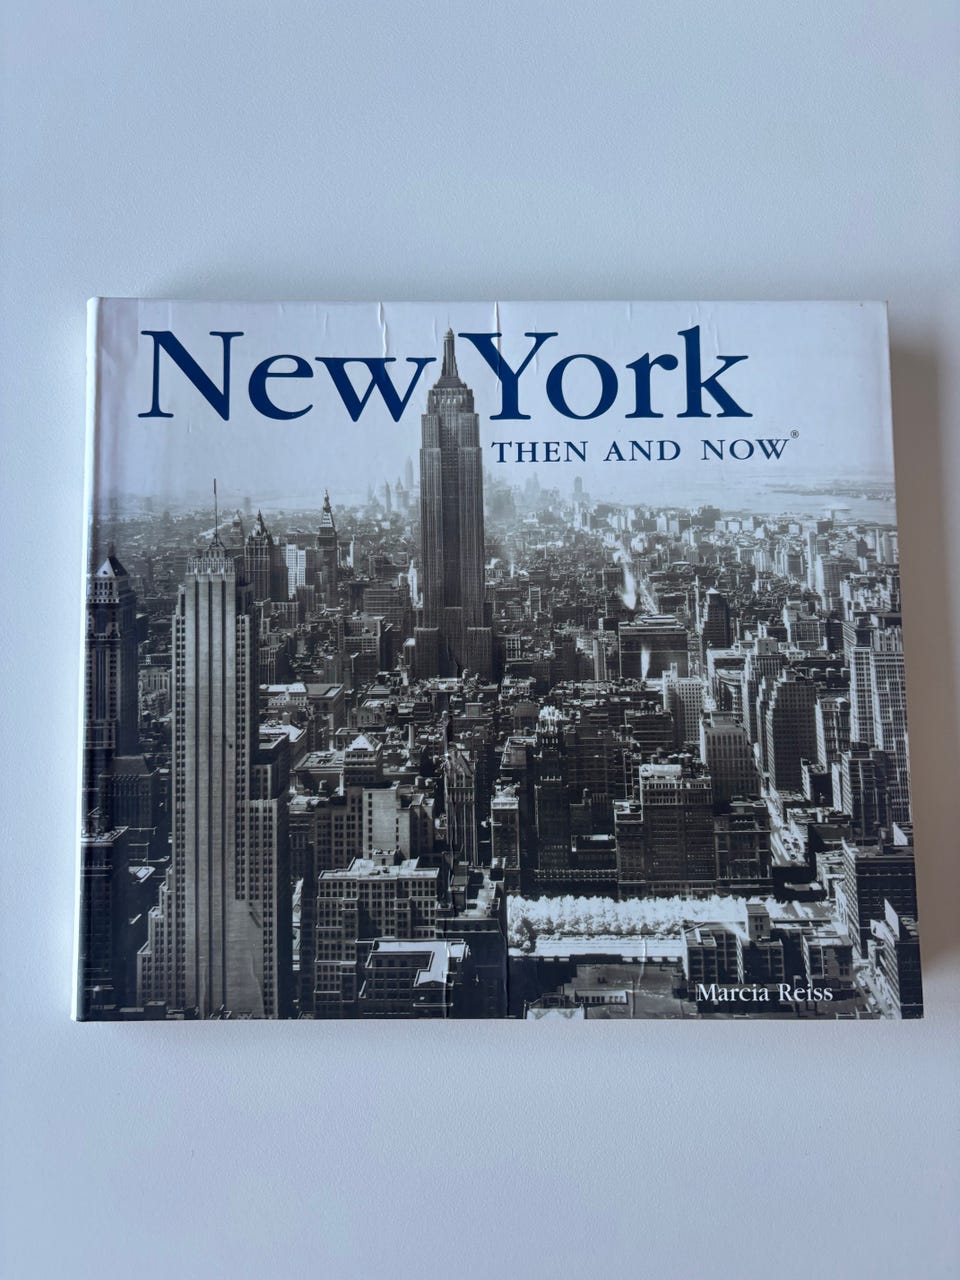 New York
THEN AND NOW®
Marcia Reiss